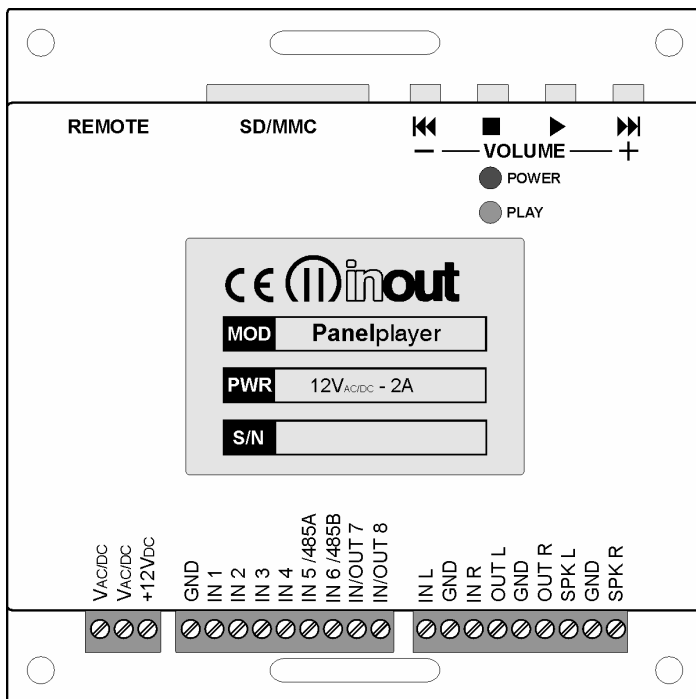 REMOTE SD/MMC
− VOLUME +
POWER
PLAY
CE inout
MOD Panelplayer
PWR 12VAC/DC - 2A
S/N
VAC/DC
VAC/DC
+12VDC
GND
IN 1
IN 2
IN 3
IN 4
IN 5 /485A
IN 6 /485B
IN/OUT 7
IN/OUT 8
IN L
GND
IN R
OUT L
GND
OUT R
SPK L
GND
SPK R